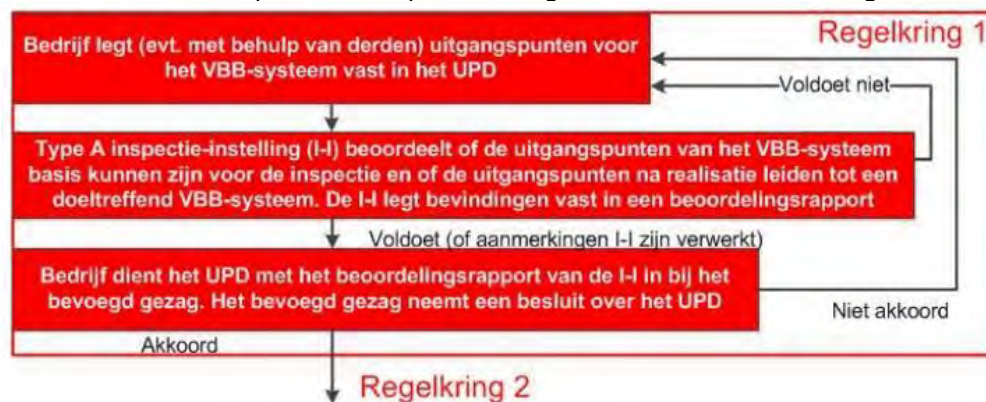 Regelkring 1
Bedrijf legt (evt. met behulp van derden) uitgangspunten voor
het VBB-systeem vast in het UPD
Voldoet niet
Type A inspectie-instelling (I-I) beoordeelt of de uitgangspunten van het VBB-systeem
basis kunnen zijn voor de inspectie en of de uitgangspunten na realisatie leiden tot een
doeltreffend VBB-systeem. De I-I legt bevindingen vast in een beoordelingsrapport
Voldoet (of aanmerkingen I-I zijn verwerkt)
Bedrijf dient het UPD met het beoordelingsrapport van de I-I in bij het
bevoegd gezag. Het bevoegd gezag neemt een besluit over het UPD
Niet akkoord
Akkoord
Regelkring 2